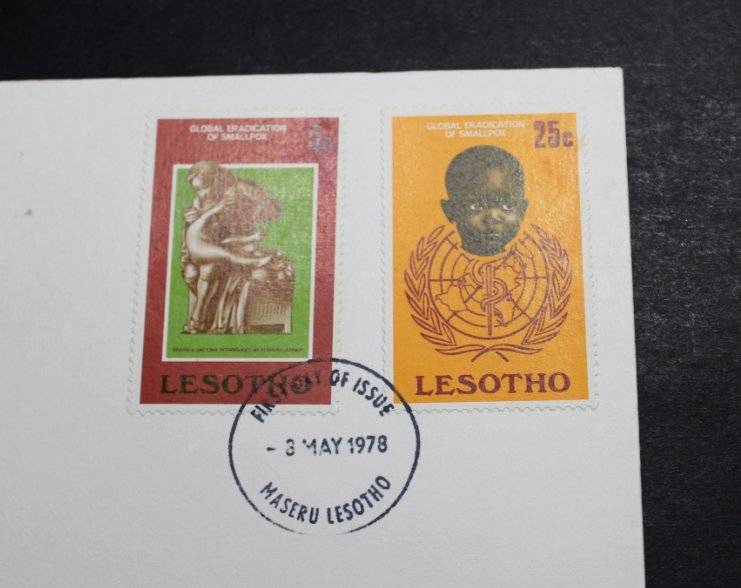 GLOBAL ERADICATION
OF SMALLPOX
LESOTHO
GLOBAL ERADICATION
OF SMALLPOX
25c
LESOTHO
FIRST DAY OF ISSUE
- 8 MAY 1978
MASERU LESOTHO